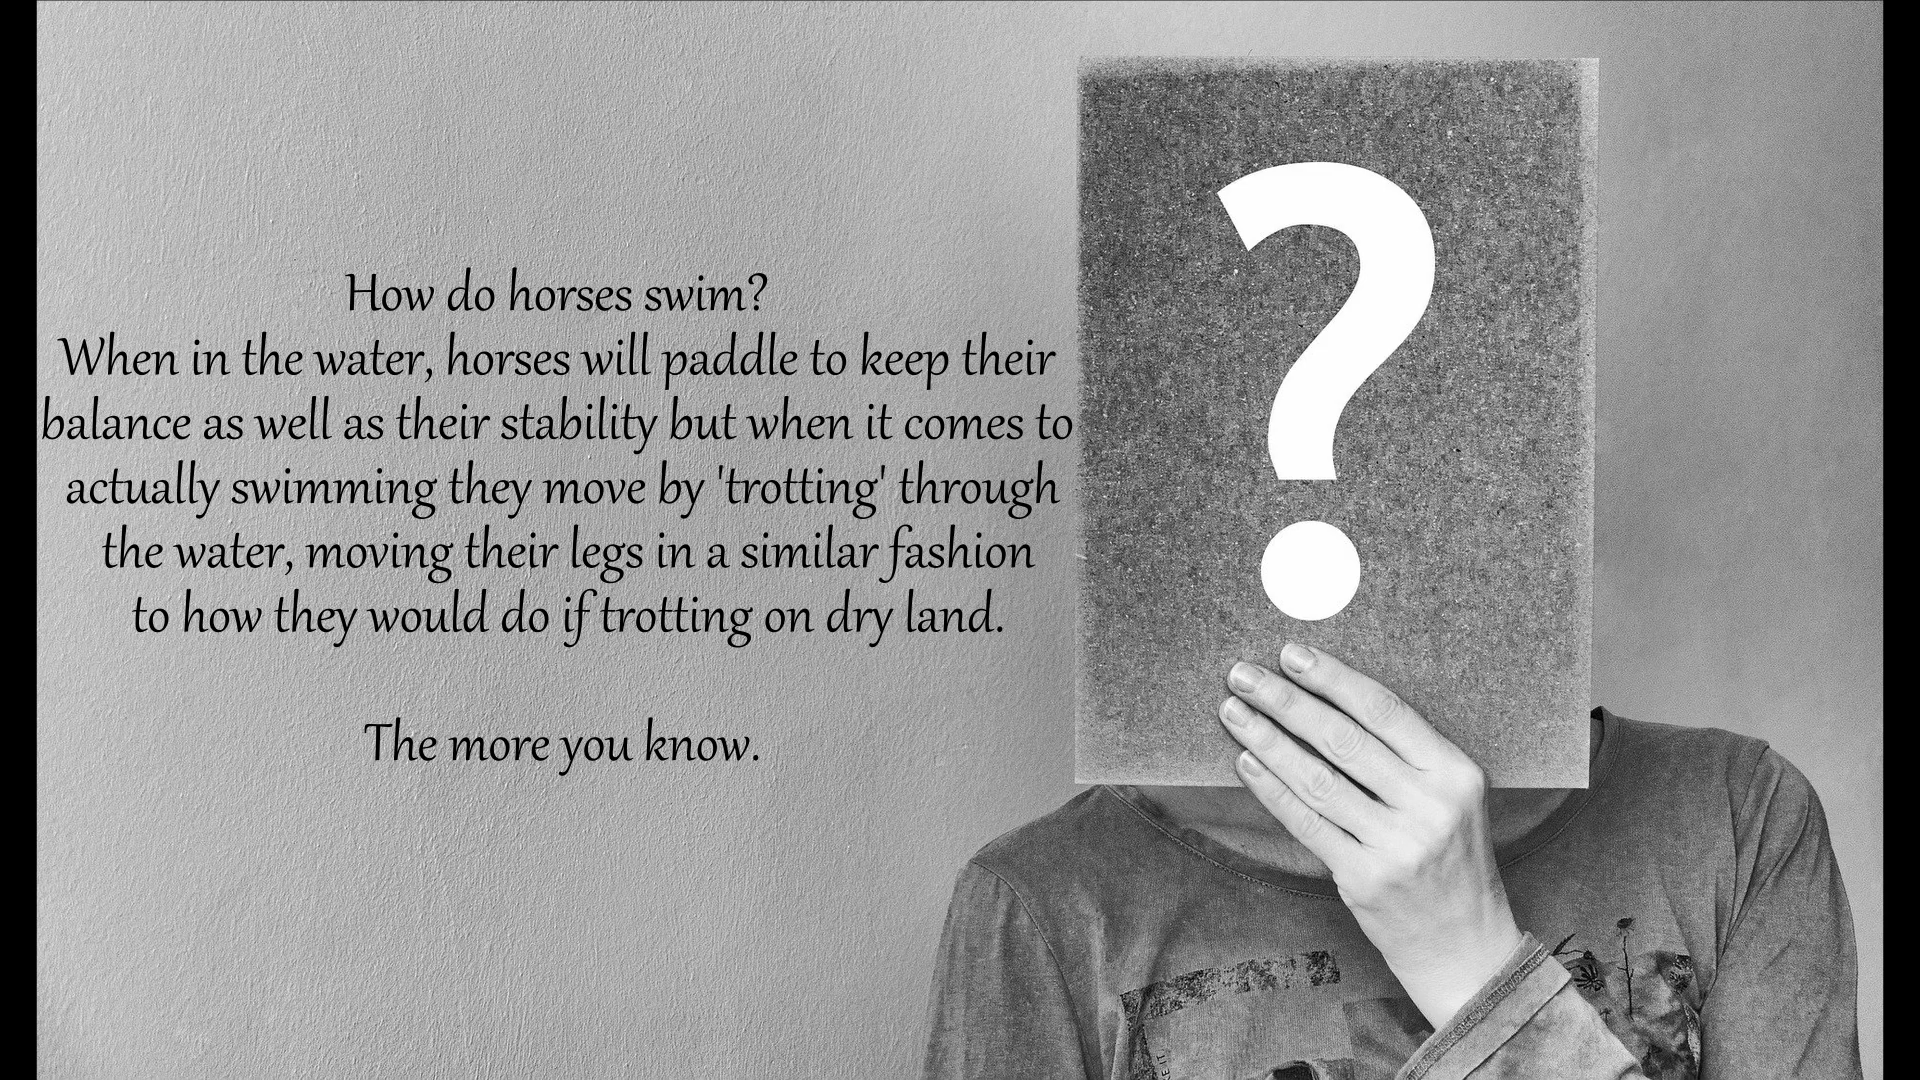 How do horses swim?
When in the water, horses will paddle to keep their
balance as well as their stability but when it comes to
actually swimming they move by 'trotting' through
the water, moving their legs in a similar fashion
to how they would do if trotting on dry land.
The more you know.
?